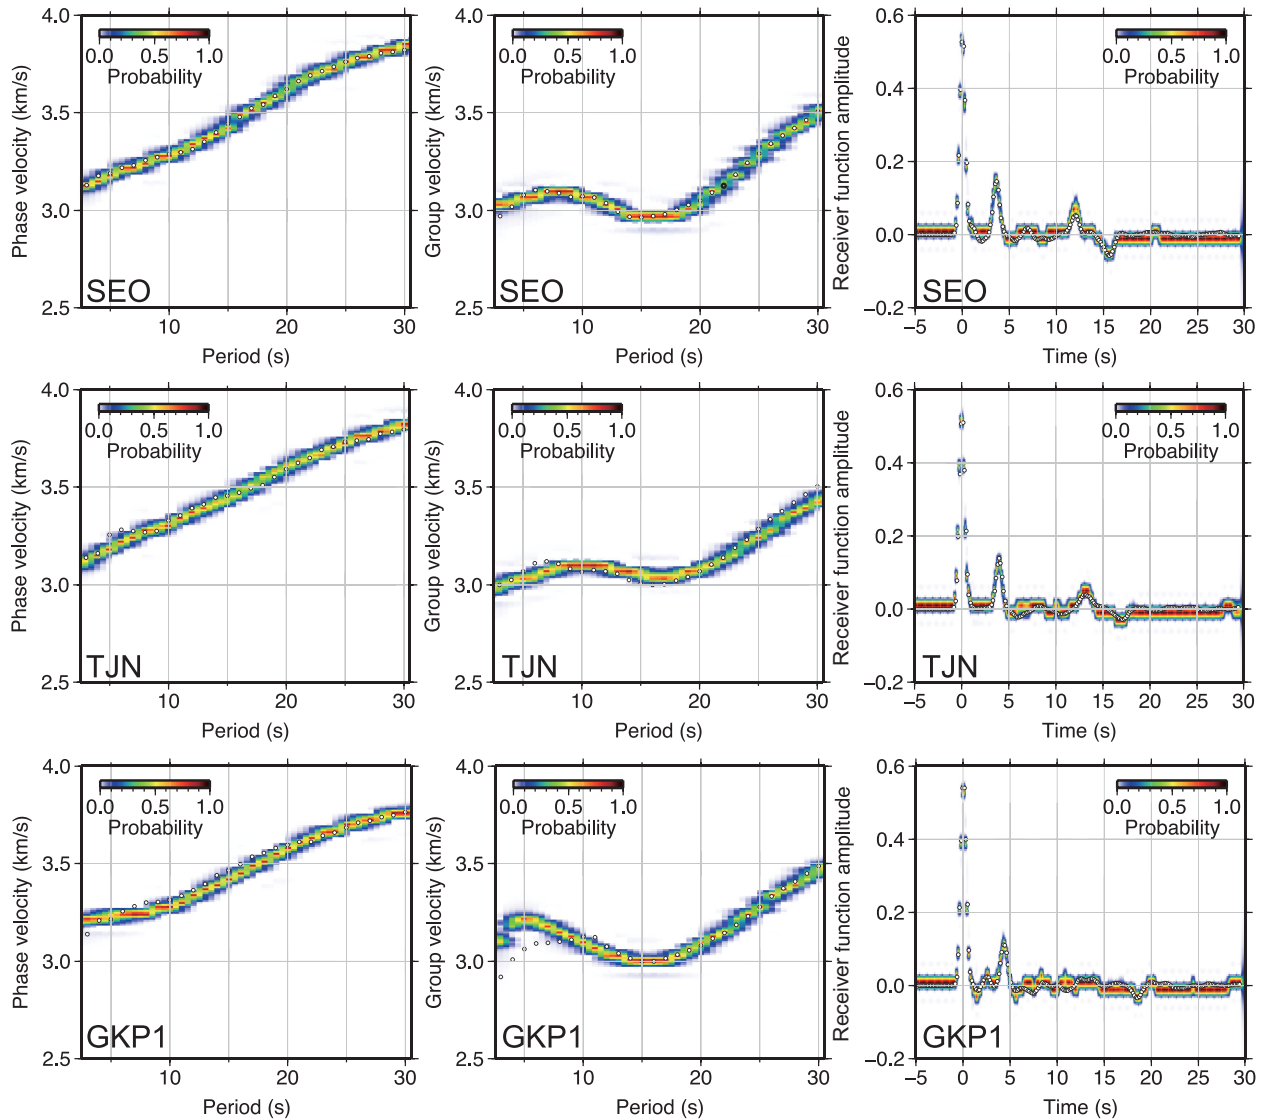 4.0 4.0 0.6
0.0 0.5 1.0 0.0 0.5 1.0 0.0 0.5 1.0
Probability Probability Probability
Phase velocity (km/s) Group velocity (km/s) Receiver function amplitude
0.4
3.5 3.5
0.2
3.0 3.0
0.0
SEO SEO SEO
2.5 2.5 −0.2
10 20 30 10 20 30 −5 0 5 10 15 20 25 30
Period (s) Period (s) Time (s)
4.0 4.0 0.6
0.0 0.5 1.0 0.0 0.5 1.0 0.0 0.5 1.0
Probability Probability Probability
Phase velocity (km/s) Group velocity (km/s) Receiver function amplitude
0.4
3.5 3.5
0.2
3.0 3.0
0.0
TJN TJN TJN
2.5 2.5 −0.2
10 20 30 10 20 30 −5 0 5 10 15 20 25 30
Period (s) Period (s) Time (s)
4.0 4.0 0.6
0.0 0.5 1.0 0.0 0.5 1.0 0.0 0.5 1.0
Probability Probability Probability
Phase velocity (km/s) Group velocity (km/s) Receiver function amplitude
0.4
3.5 3.5
0.2
3.0 3.0
0.0
GKP1 GKP1 GKP1
2.5 2.5 −0.2
10 20 30 10 20 30 −5 0 5 10 15 20 25 30
Period (s) Period (s) Time (s)